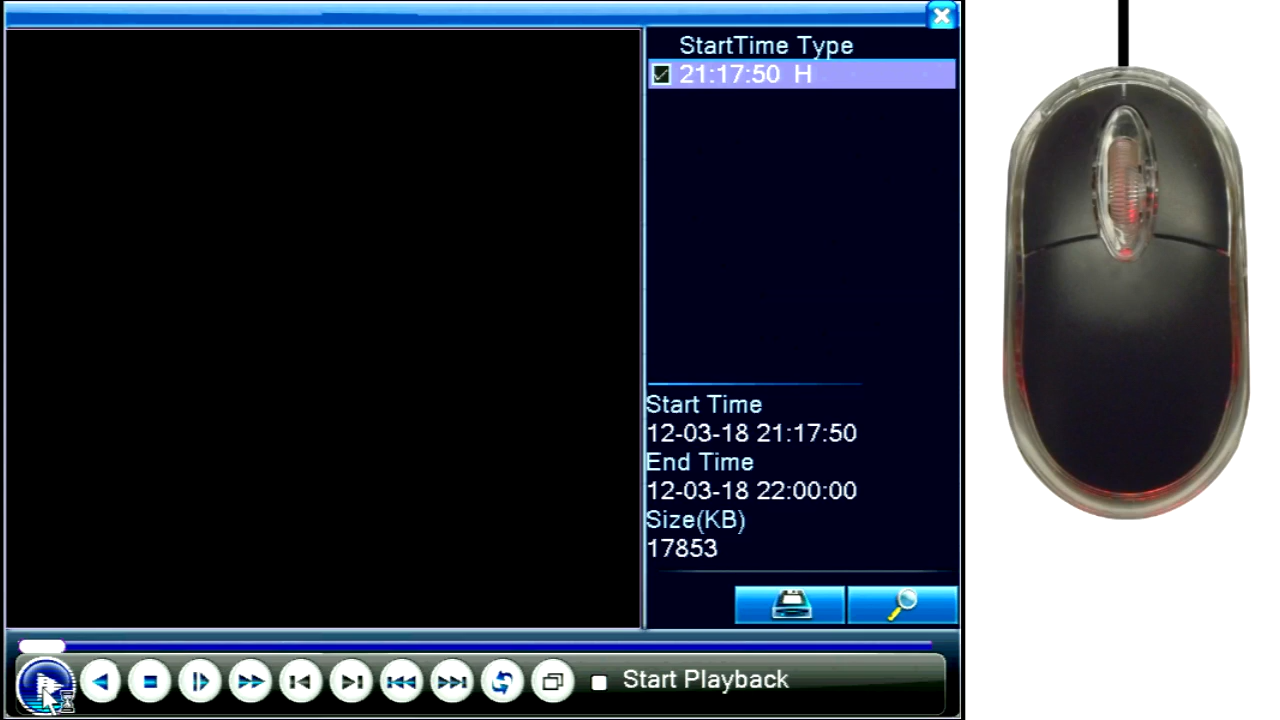 StartTime Type
21:17:50 H
Start Time
12-03-18 21:17:50
End Time
12-03-18 22:00:00
Size(KB)
17853
Start Playback